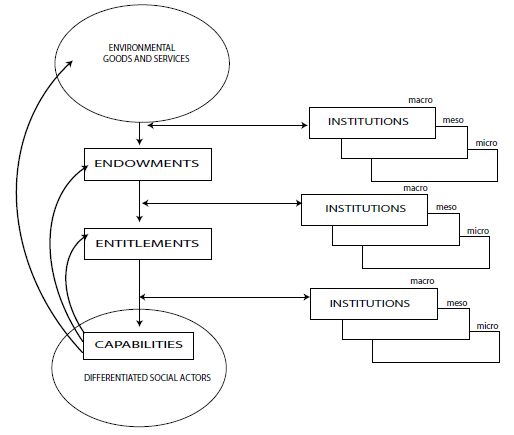 ENVIRONMENTAL
GOODS AND SERVICES
macro
INSTITUTIONS
meso
micro
ENDOWMENTS
macro
INSTITUTIONS
meso
micro
ENTITLEMENTS
macro
INSTITUTIONS
meso
micro
CAPABILITIES
DIFFERENTIATED SOCIAL ACTORS